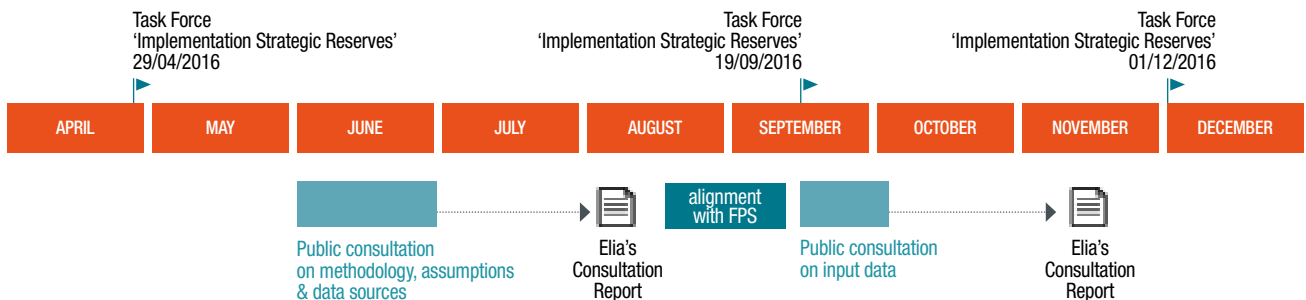 Task Force
‘Implementation Strategic Reserves’
29/04/2016
Task Force
‘Implementation Strategic Reserves’
19/09/2016
Task Force
‘Implementation Strategic Reserves’
01/12/2016
APRIL
MAY
JUNE
JULY
AUGUST
SEPTEMBER
OCTOBER
NOVEMBER
DECEMBER
Public consultation
on methodology, assumptions
& data sources
Elia’s
Consultation
Report
alignment
with FPS
Public consultation
on input data
Elia’s
Consultation
Report